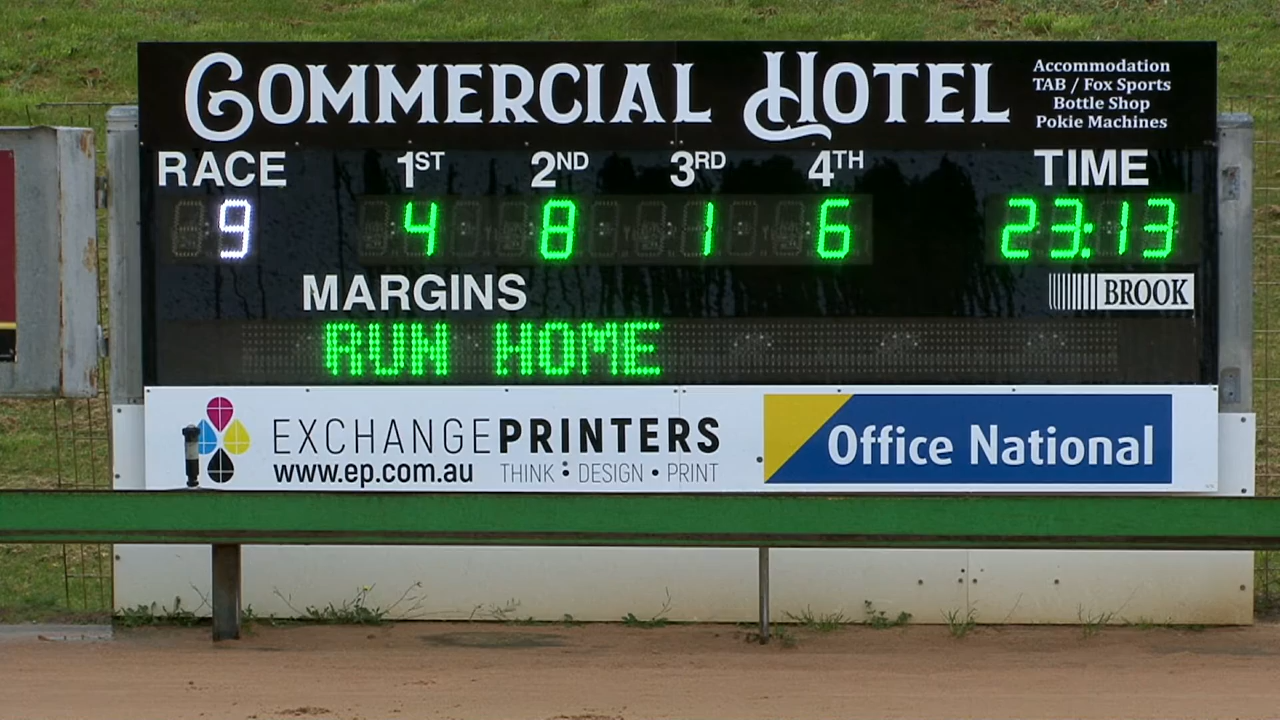 COMMERCIAL HOTEL
Accommodation
TAB / Fox Sports
Bottle Shop
Pokie Machines
RACE 1ST 2ND 3RD 4TH TIME
9 4 8 1 6 23:13
MARGINS
BROOK
RUN HOME
EXCHANGEPRINTERS
www.ep.com.au THINK • DESIGN • PRINT
Office National